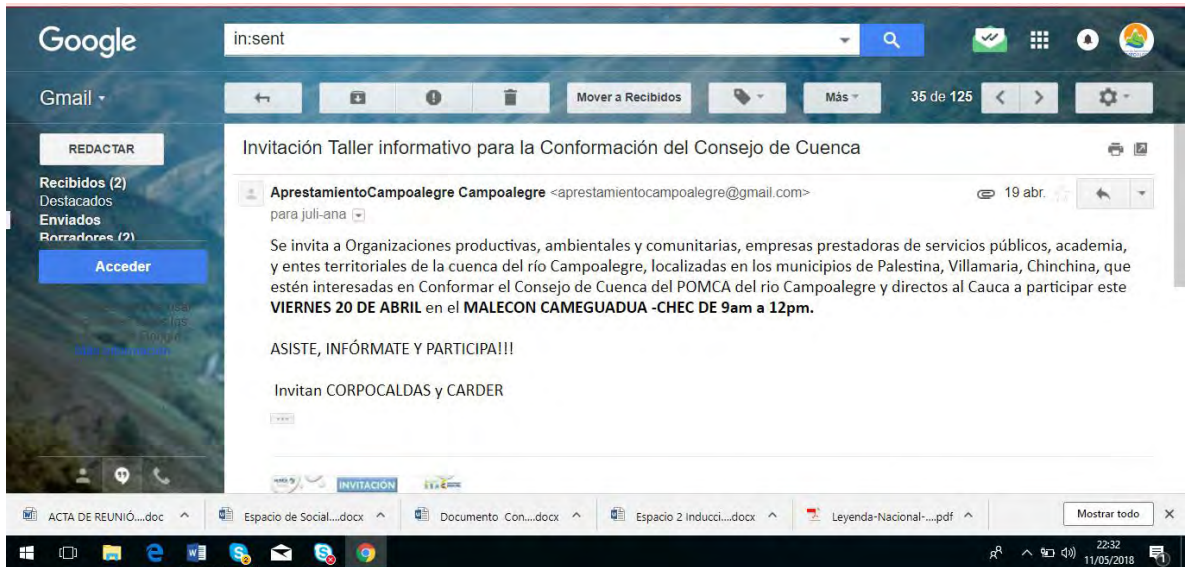 Google
in:sent
Gmail
Mover a Recibidos
Más
35 de 125
REDACTAR
Invitación Taller informativo para la Conformación del Consejo de Cuenca
Recibidos (2)
Destacados
Enviados
Borradores (2)
Acceder
AprestamientoCampoalegre Campoalegre <aprestamientocampoalegre@gmail.com>
19 abr.
para juli-ana
Se invita a Organizaciones productivas, ambientales y comunitarias, empresas prestadoras de servicios públicos, academia,
y entes territoriales de la cuenca del río Campoalegre, localizadas en los municipios de Palestina, Villamaria, Chinchina, que
estén interesadas en Conformar el Consejo de Cuenca del POMCA del rio Campoalegre y directos al Cauca a participar este
VIERNES 20 DE ABRIL en el MALECON CAMEGUADUA -CHEC DE 9am a 12pm.
ASISTE, INFÓRMATE Y PARTICIPA!!!
Invitan CORPOCALDAS y CARDER
INVITACIÓN
ACTA DE REUNIÓ....doc
Espacio de Social....docx
Documento Con....docx
Espacio 2 Inducci....docx
Leyenda-Nacional-....pdf
Mostrar todo
22:32
11/05/2018